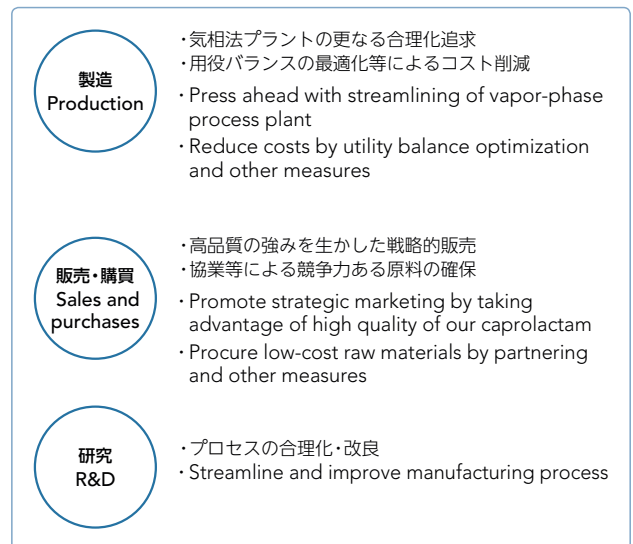 製造
Production
・気相法プラントの更なる合理化追求
・用役バランスの最適化等によるコスト削減
・Press ahead with streamlining of vapor-phase
process plant
・Reduce costs by utility balance optimization
and other measures
販売・購買
Sales and
purchases
・高品質の強みを生かした戦略的販売
・協業等による競争力ある原料の確保
・Promote strategic marketing by taking
advantage of high quality of our caprolactam
・Procure low-cost raw materials by partnering
and other measures
研究
R&D
・プロセスの合理化・改良
・Streamline and improve manufacturing process